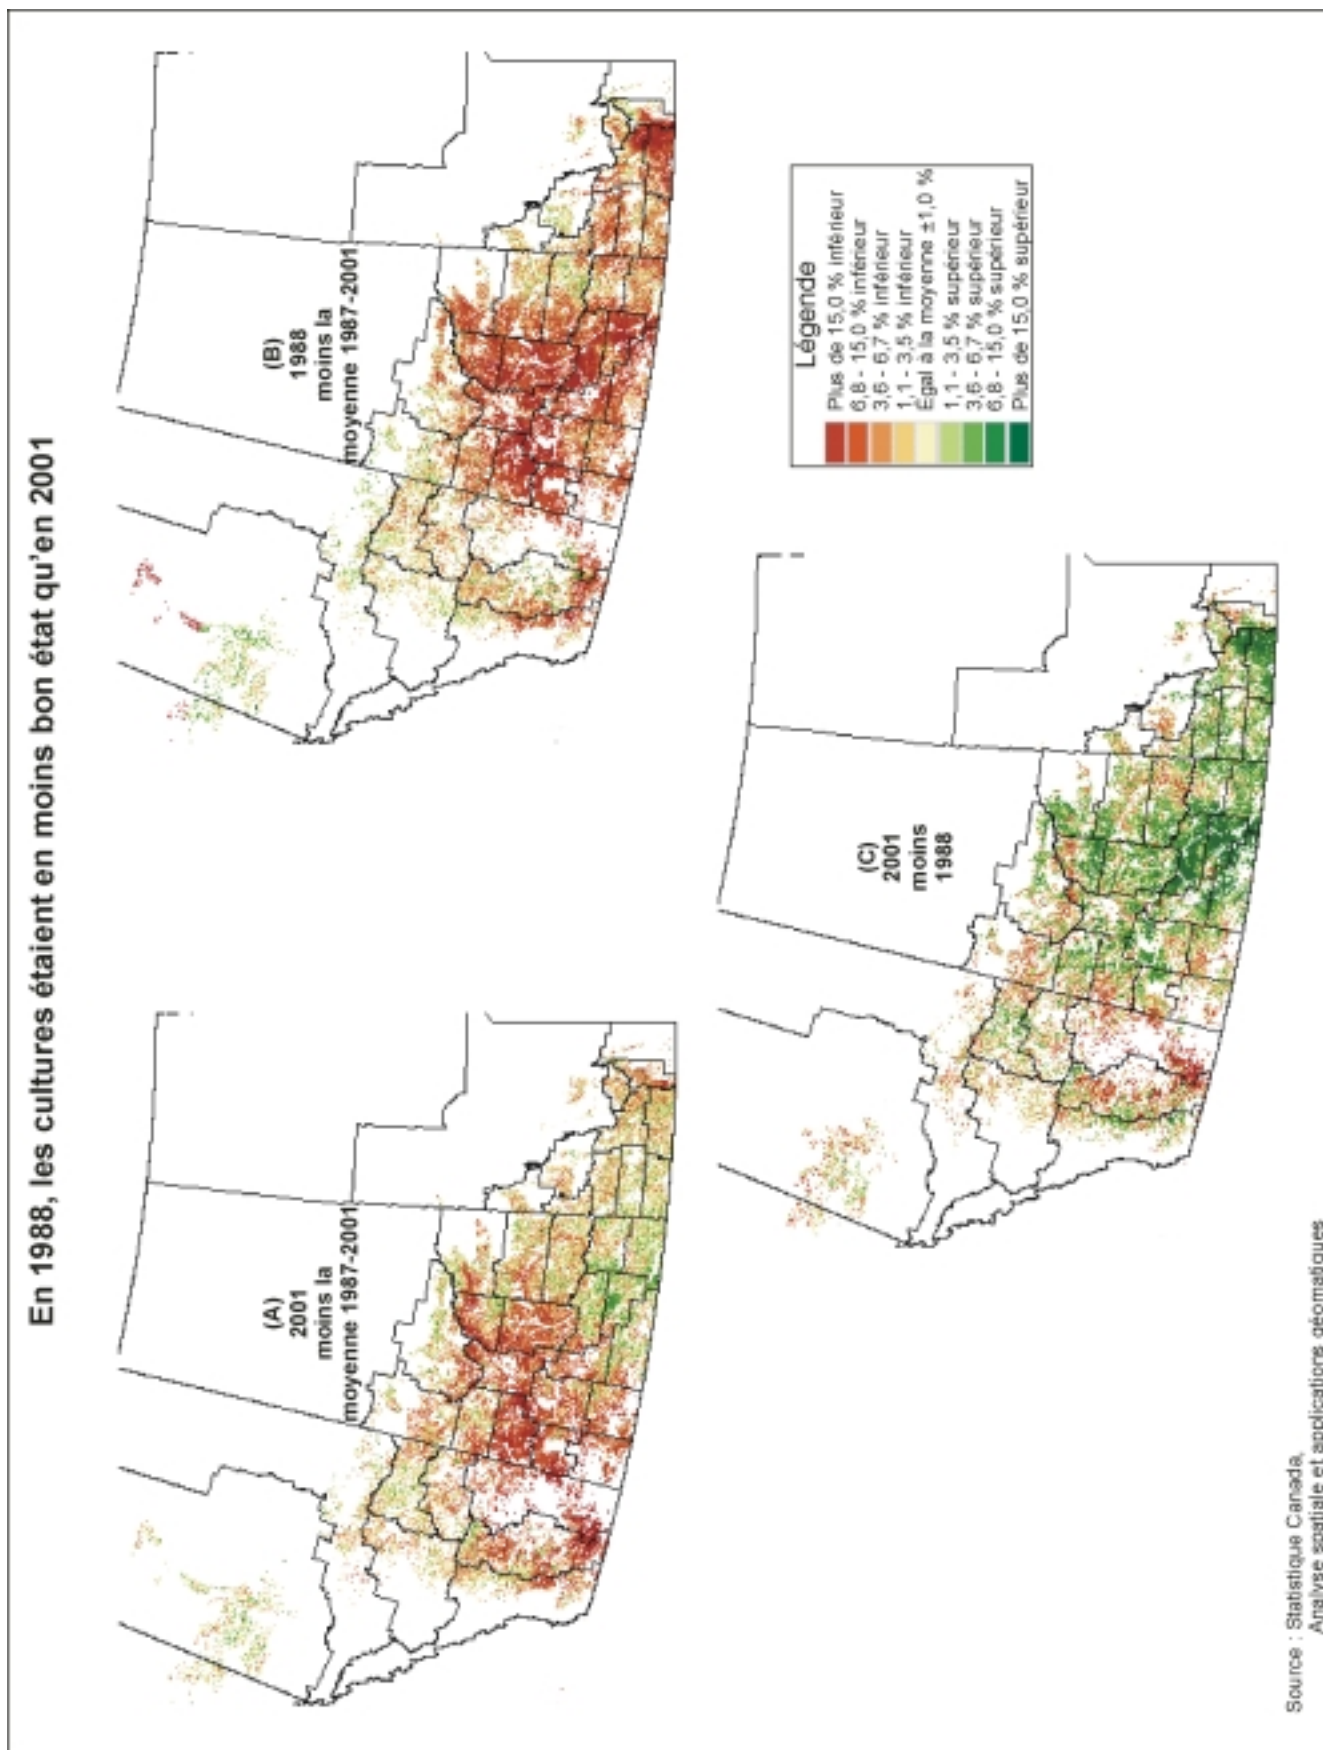 En 1988, les cultures étaient en moins bon état qu'en 2001
(A)
2001
moins la
moyenne 1987-2001
(B)
1988
moins la
moyenne 1987-2001
(C)
2001
moins
1988
Légende
Plus de 15,0 % inférieur
6,8 - 15,0 % inférieur
3,6 - 6,7 % inférieur
1,1 - 3,5 % inférieur
Égal à la moyenne ±1,0 %
1,1 - 3,5 % supérieur
3,6 - 6,7 % supérieur
6,8 - 15,0 % supérieur
Plus de 15,0 % supérieur
Source : Statistique Canada,
Analyse spatiale et applications géomatiques